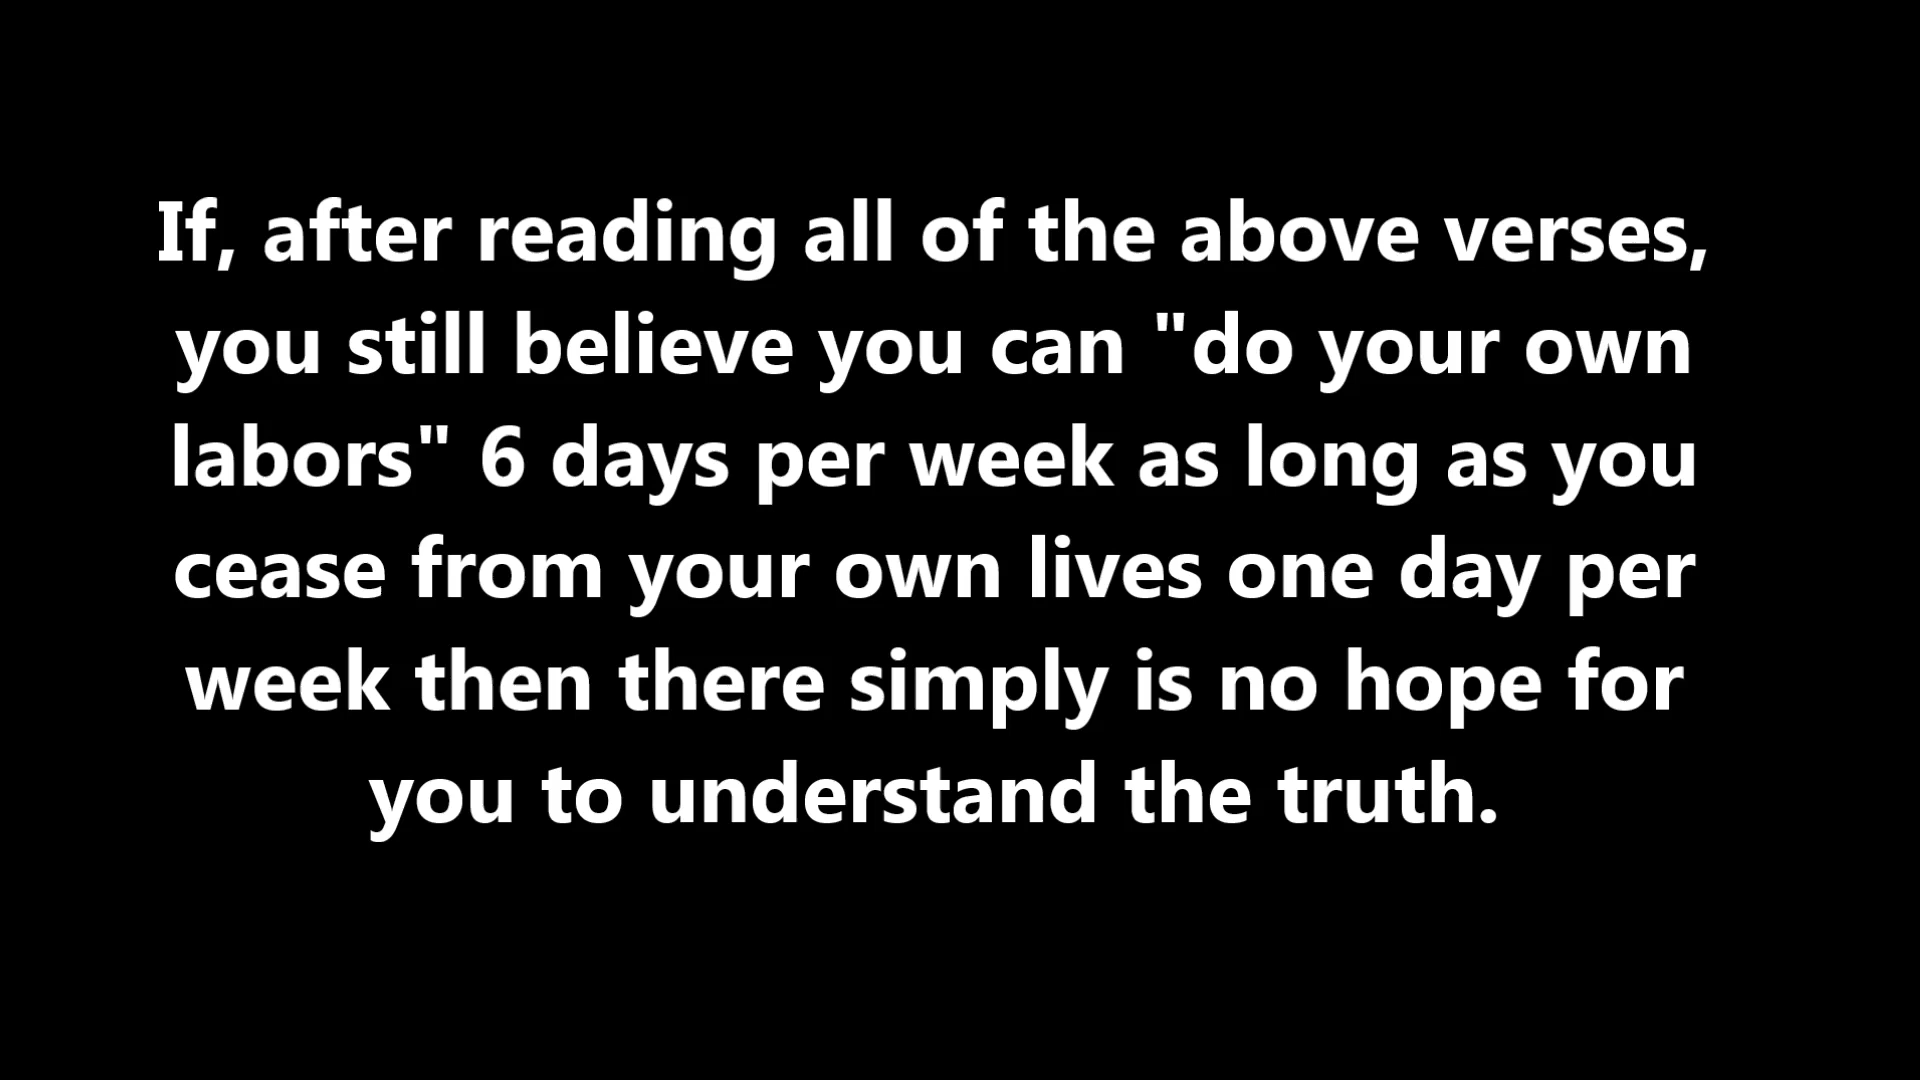 If, after reading all of the above verses,
you still believe you can "do your own
labors" 6 days per week as long as you
cease from your own lives one day per
week then there simply is no hope for
you to understand the truth.